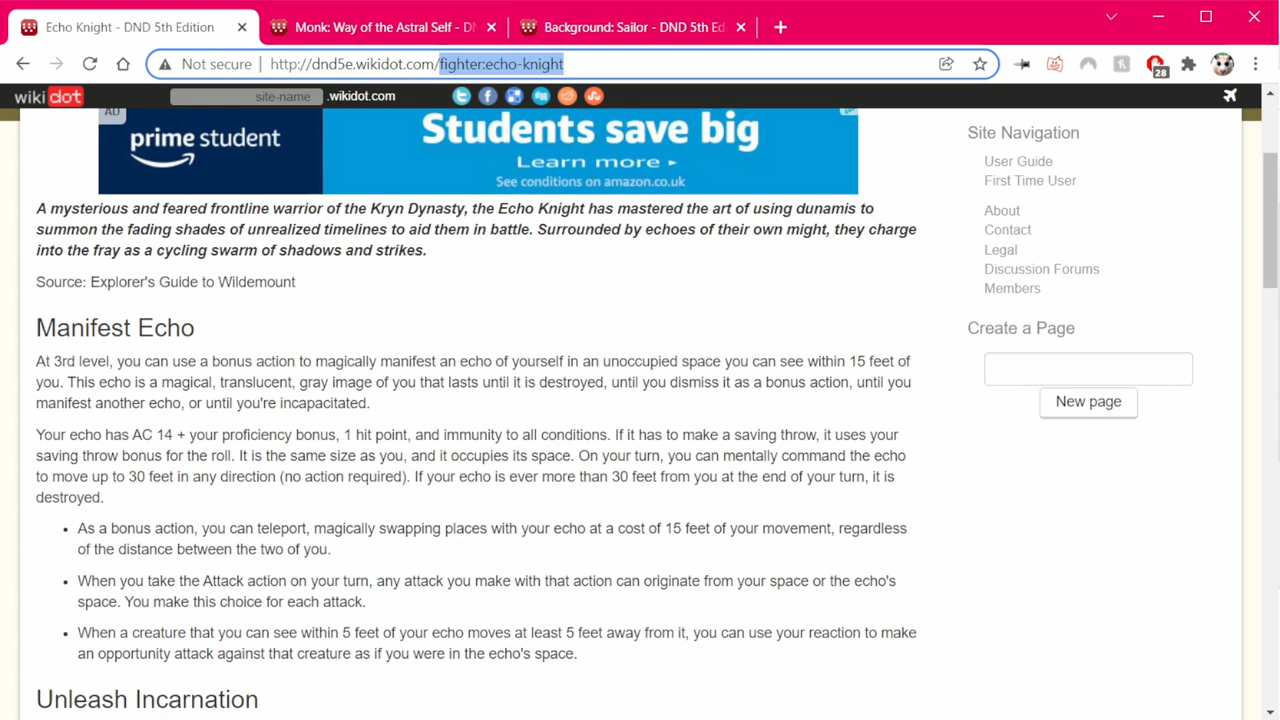 Echo Knight - DND 5th Edition
Monk: Way of the Astral Self - DN
Background: Sailor - DND 5th Ed
Not secure
http://dnd5e.wikidot.com/fighter:echo-knight
28
wiki dot
site-name
.wikidot.com
AD
prime student
Students save big
Learn more
See conditions on amazon.co.uk
A mysterious and feared frontline warrior of the Kryn Dynasty, the Echo Knight has mastered the art of using dunamis to
summon the fading shades of unrealized timelines to aid them in battle. Surrounded by echoes of their own might, they charge
into the fray as a cycling swarm of shadows and strikes.
Source: Explorer's Guide to Wildemount
Manifest Echo
At 3rd level, you can use a bonus action to magically manifest an echo of yourself in an unoccupied space you can see within 15 feet of
you. This echo is a magical, translucent, gray image of you that lasts until it is destroyed, until you dismiss it as a bonus action, until you
manifest another echo, or until you're incapacitated.
Your echo has AC 14 + your proficiency bonus, 1 hit point, and immunity to all conditions. If it has to make a saving throw, it uses your
saving throw bonus for the roll. It is the same size as you, and it occupies its space. On your turn, you can mentally command the echo
to move up to 30 feet in any direction (no action required). If your echo is ever more than 30 feet from you at the end of your turn, it is
destroyed.
• As a bonus action, you can teleport, magically swapping places with your echo at a cost of 15 feet of your movement, regardless
of the distance between the two of you.
• When you take the Attack action on your turn, any attack you make with that action can originate from your space or the echo's
space. You make this choice for each attack.
• When a creature that you can see within 5 feet of your echo moves at least 5 feet away from it, you can use your reaction to make
an opportunity attack against that creature as if you were in the echo's space.
Unleash Incarnation
Site Navigation
User Guide
First Time User
About
Contact
Legal
Discussion Forums
Members
Create a Page
New page